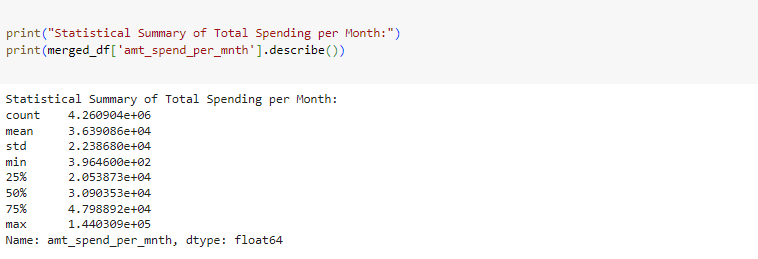 print("Statistical Summary of Total Spending per Month:")
print(merged_df['amt_spend_per_mnth'].describe())
Statistical Summary of Total Spending per Month:
count    4.260904e+06
mean     3.639086e+04
std      2.238680e+04
min      3.964600e+02
25%      2.053873e+04
50%      3.090353e+04
75%      4.798892e+04
max      1.440309e+05
Name: amt_spend_per_mnth, dtype: float64